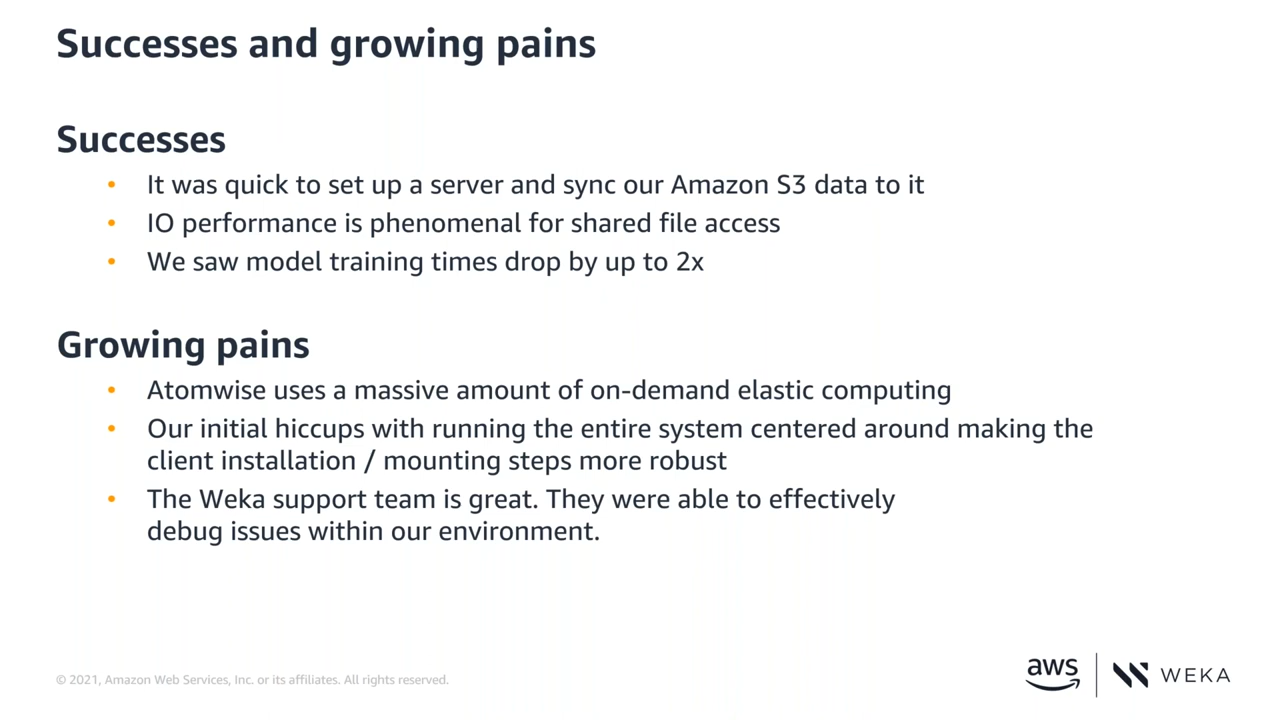 Successes and growing pains
Successes
• It was quick to set up a server and sync our Amazon S3 data to it
• IO performance is phenomenal for shared file access
• We saw model training times drop by up to 2x
Growing pains
• Atomwise uses a massive amount of on-demand elastic computing
• Our initial hiccups with running the entire system centered around making the
client installation / mounting steps more robust
• The Weka support team is great. They were able to effectively
debug issues within our environment.
© 2021, Amazon Web Services, Inc. or its affiliates. All rights reserved.
aws
WEKA